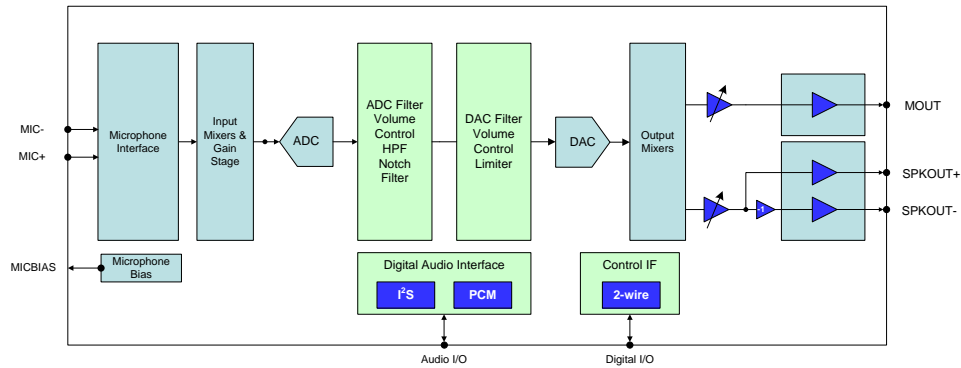 MIC-
MIC+
MICBIAS
Microphone
Interface
Microphone
Bias
Input
Mixers &
Gain
Stage
ADC
ADC Filter
Volume
Control
HPF
Notch
Filter
DAC Filter
Volume
Control
Limiter
DAC
Output
Mixers
-1
MOUT
SPKOUT+
SPKOUT-
Digital Audio Interface
I²S
PCM
Control IF
2-wire
Audio I/O
Digital I/O